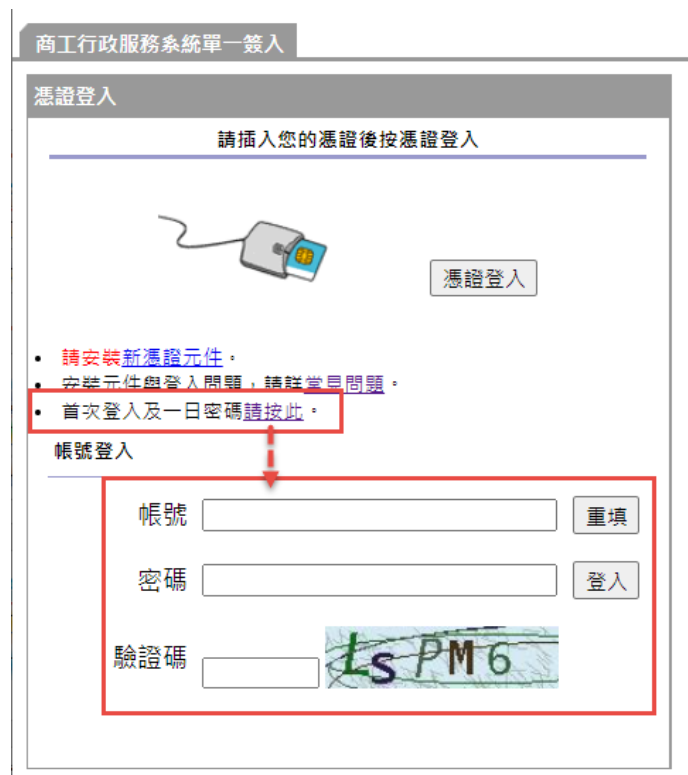 商工行政服務系統單一簽入
憑證登入
請插入您的憑證後按憑證登入
憑證登入
請安裝新憑證元件。
安裝元件與登入問題，請詳常見問題。
首次登入及一日密碼請按此。
帳號登入
帳號 重填
密碼 登入
驗證碼 LsPM6